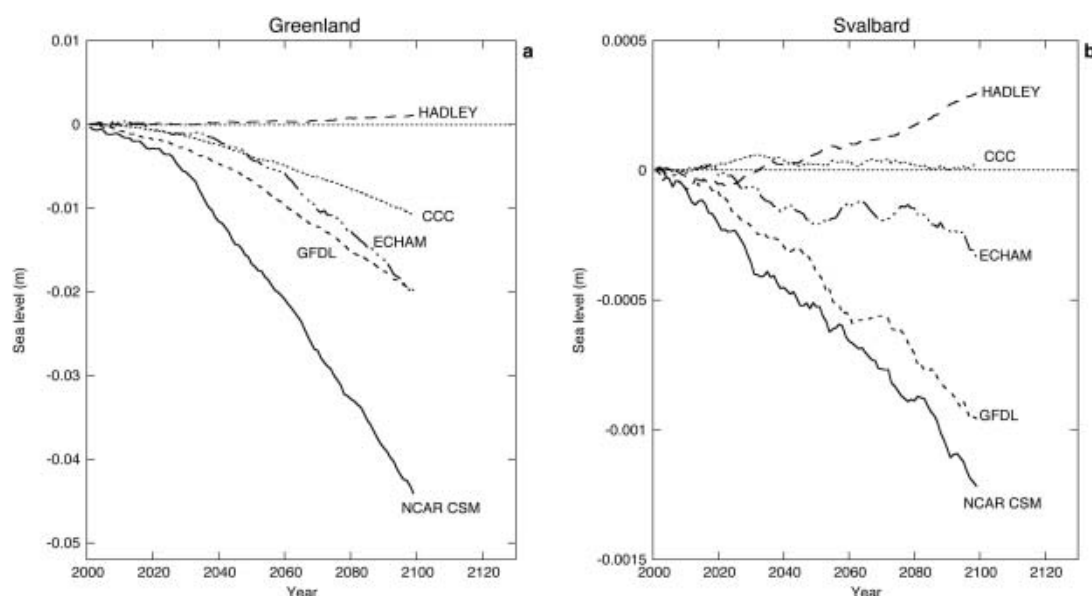 Greenland
a
0.01
0
-0.01
-0.02
-0.03
-0.04
-0.05
Sea level (m)
HADLEY
CCC
ECHAM
GFDL
NCAR CSM
2000 2020 2040 2060 2080 2100 2120
Year
Svalbard
b
0.0005
0
-0.0005
-0.001
-0.0015
Sea level (m)
HADLEY
CCC
ECHAM
GFDL
NCAR CSM
2000 2020 2040 2060 2080 2100 2120
Year